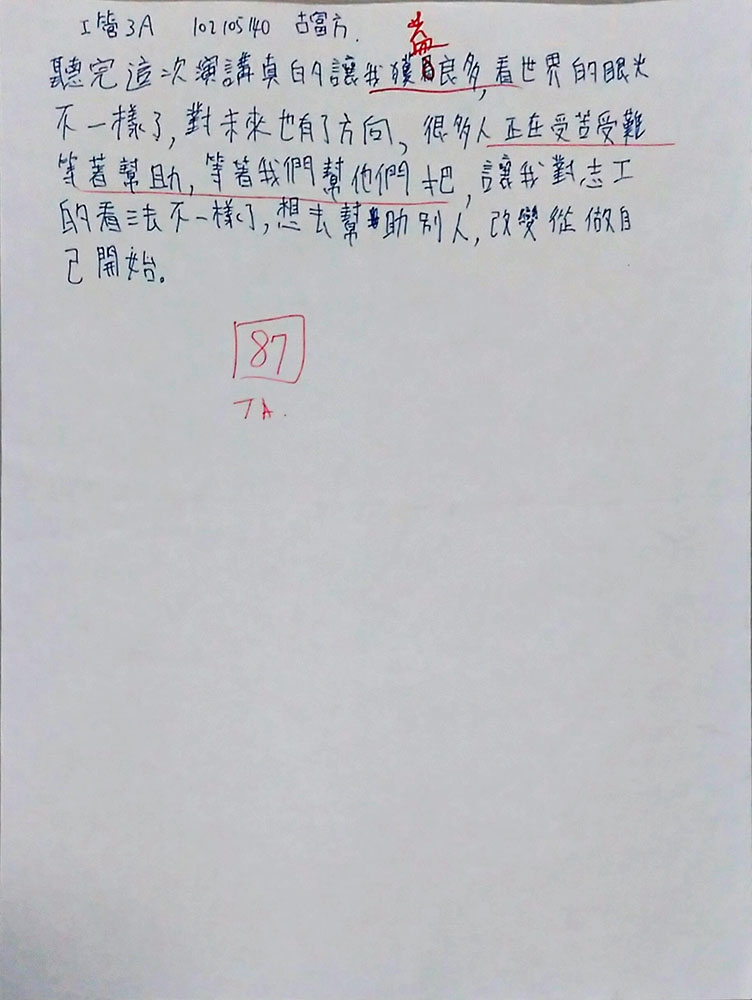 工管3A 102105140 古富方.
益
聽完這次演講真的讓我獲良多,看世界的眼光
不一樣了,對未來也有了方向、很多人正在受苦受難
等著幫助,等著我們幫他們把,讓我對志工
的看法不一樣了,想去幫助別人,改變從做自
己開始。
87
TA.